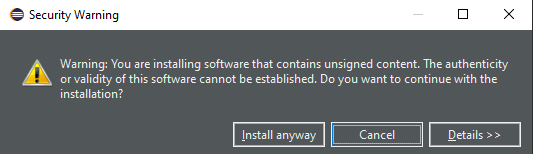 Security Warning
Warning: You are installing software that contains unsigned content. The authenticity
or validity of this software cannot be established. Do you want to continue with the
installation?
Install anyway Cancel Details >>